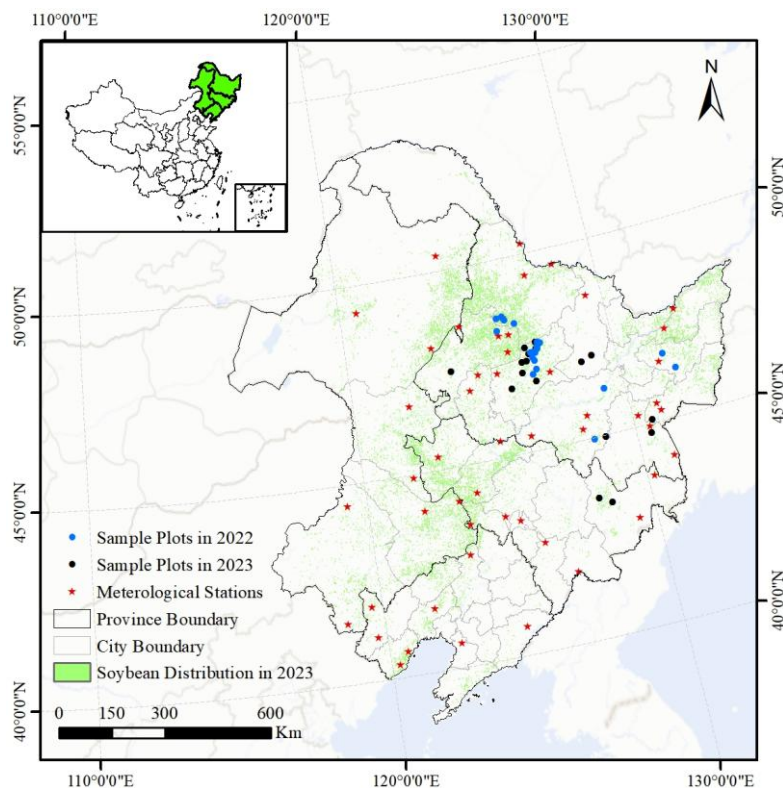 110°0'0"E 120°0'0"E 130°0'0"E
N
55°0'0"N
50°0'0"N
50°0'0"N
45°0'0"N
45°0'0"N
40°0'0"N
40°0'0"N
Sample Plots in 2022
Sample Plots in 2023
Meterological Stations
Province Boundary
City Boundary
Soybean Distribution in 2023
0 150 300 600
Km
110°0'0"E 120°0'0"E 130°0'0"E